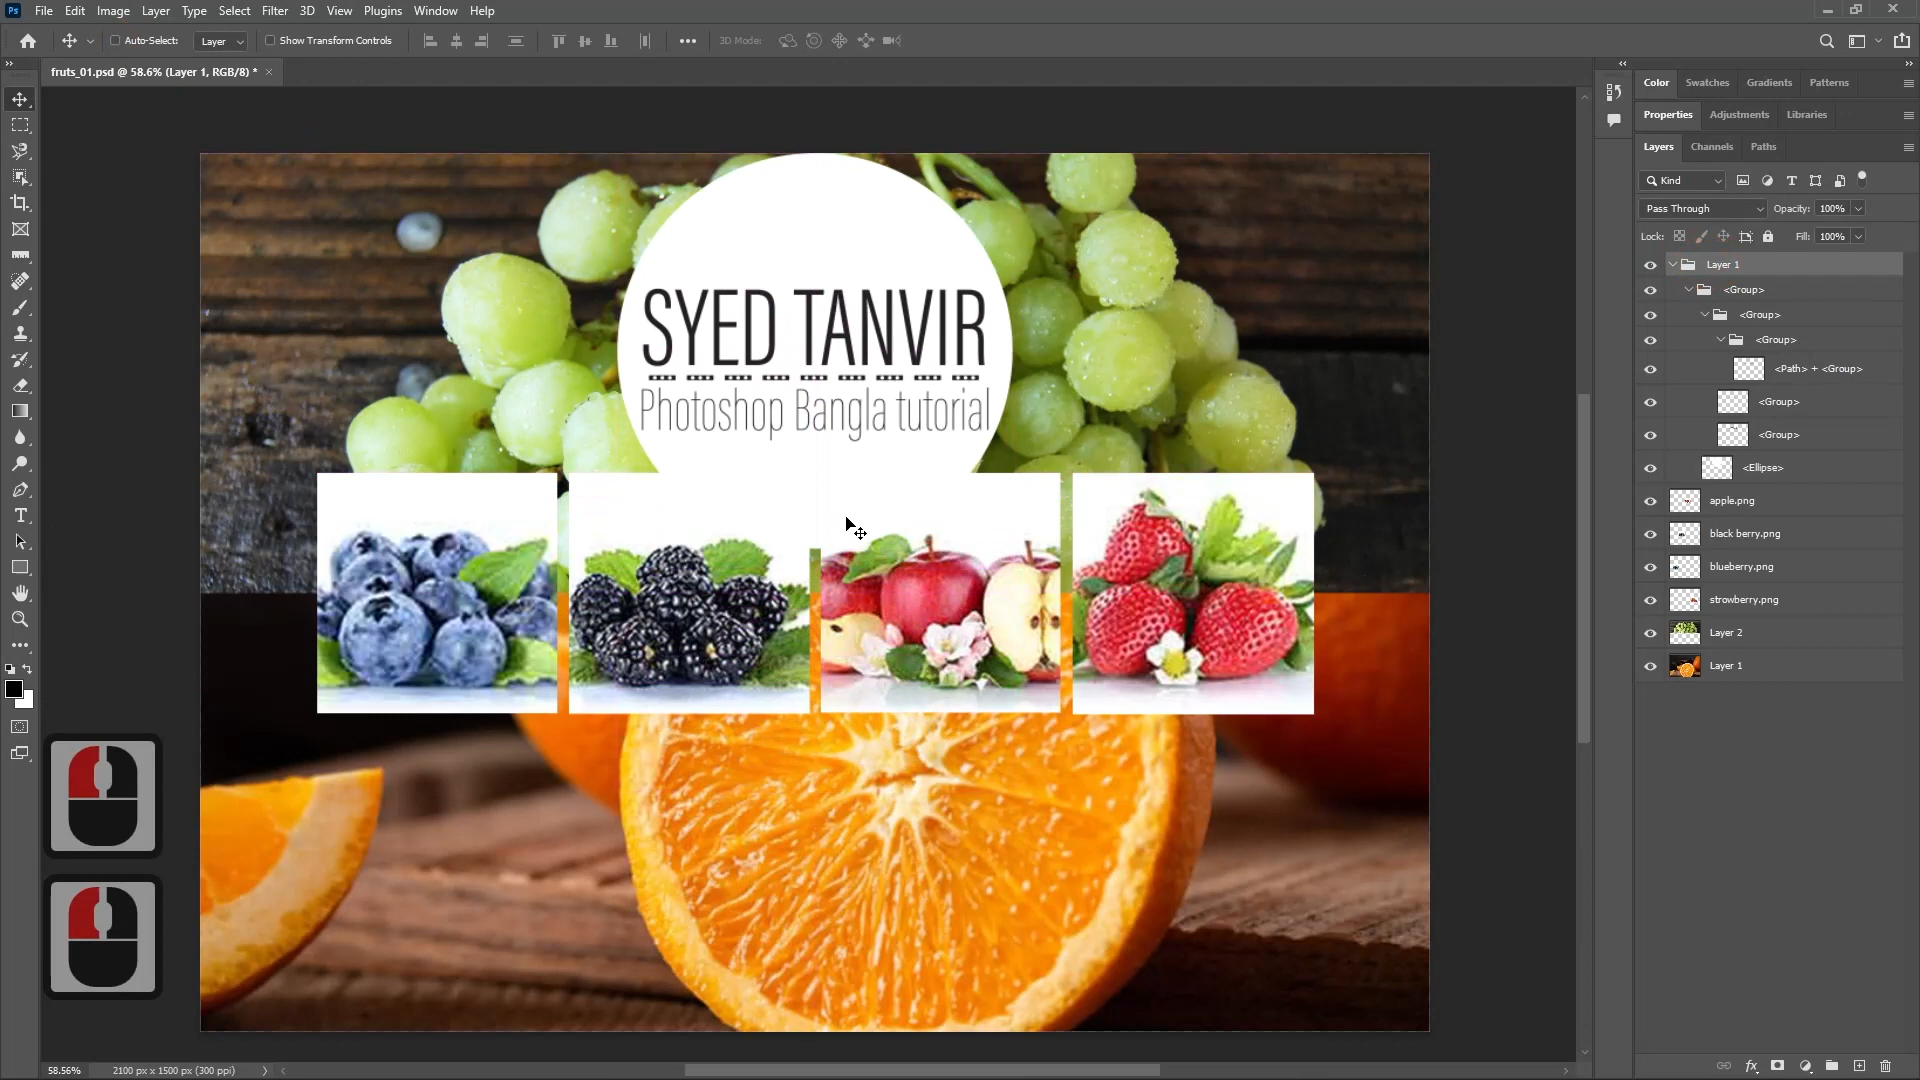 Ps File Edit Image Layer Type Select Filter 3D View Plugins Window Help
Auto-Select: Layer Show Transform Controls 3D Mode:
fruts_01.psd @ 58.6% (Layer 1, RGB/8) *
Color Swatches Gradients Patterns
Properties Adjustments Libraries
Layers Channels Paths
Kind
Pass Through Opacity: 100%
Lock: Fill: 100%
Layer 1
<Group>
<Group>
<Group>
<Path> + <Group>
<Group>
<Group>
<Ellipse>
apple.png
black berry.png
blueberry.png
strowberry.png
Layer 2
Layer 1
SYED TANVIR
Photoshop Bangla tutorial
58.56% 2100 px x 1500 px (300 ppi)